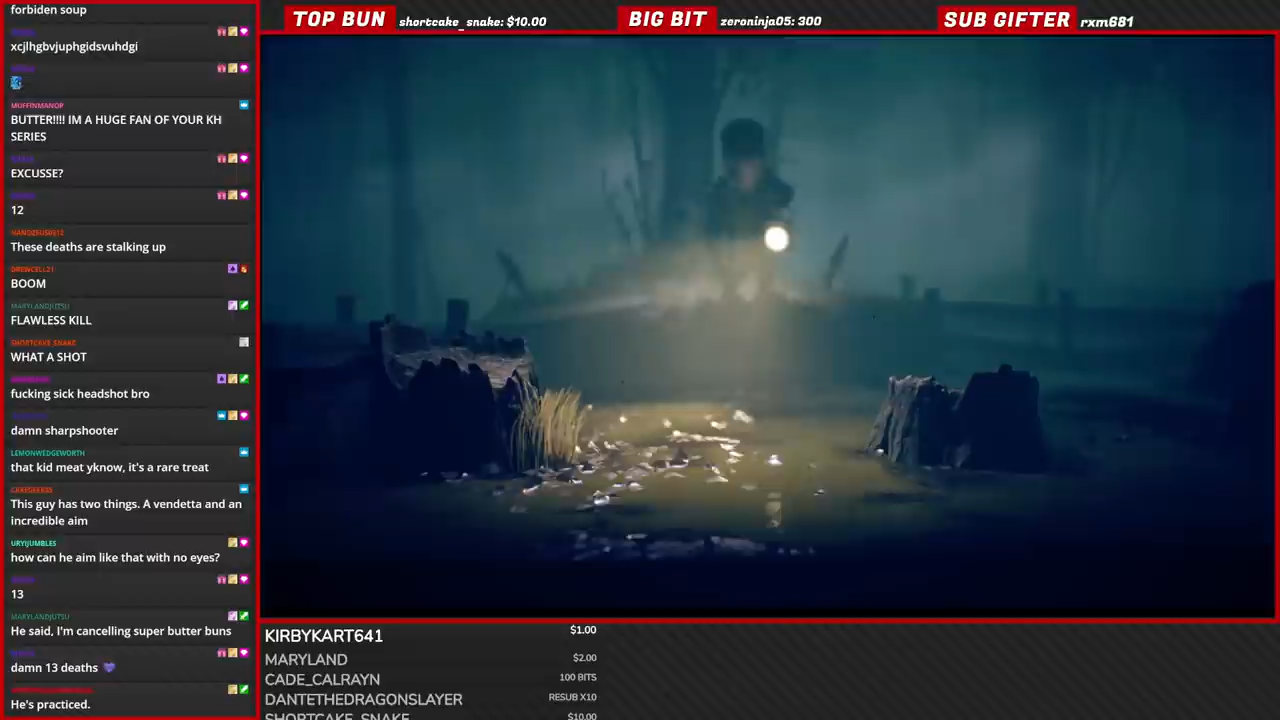 TOP BUN shortcake_snake: $10.00 BIG BIT zeroninja05: 300 SUB GIFTER rxm681
forbiden soup
xcjlhgbvjuphgidsvuhdgi
MUFFINMANOP
BUTTER!!!! IM A HUGE FAN OF YOUR KH
SERIES
EXCUSSE?
12
These deaths are stalking up
DREWCELL21
BOOM
MARYLANDJUTSU
FLAWLESS KILL
SHORTCAKE_SNAKE
WHAT A SHOT
fucking sick headshot bro
damn sharpshooter
LEMONWEDGEWORTH
that kid meat yknow, it's a rare treat
This guy has two things. A vendetta and an
incredible aim
URYIJUMBLES
how can he aim like that with no eyes?
13
MARYLANDJUTSU
He said, I'm cancelling super butter buns
damn 13 deaths
He's practiced.
KIRBYKART641 $1.00
MARYLAND $2.00
CADE_CALRAYN 100 BITS
DANTETHEDRAGONSLAYER RESUB X10
SHORTCAKE_SNAKE $10.00